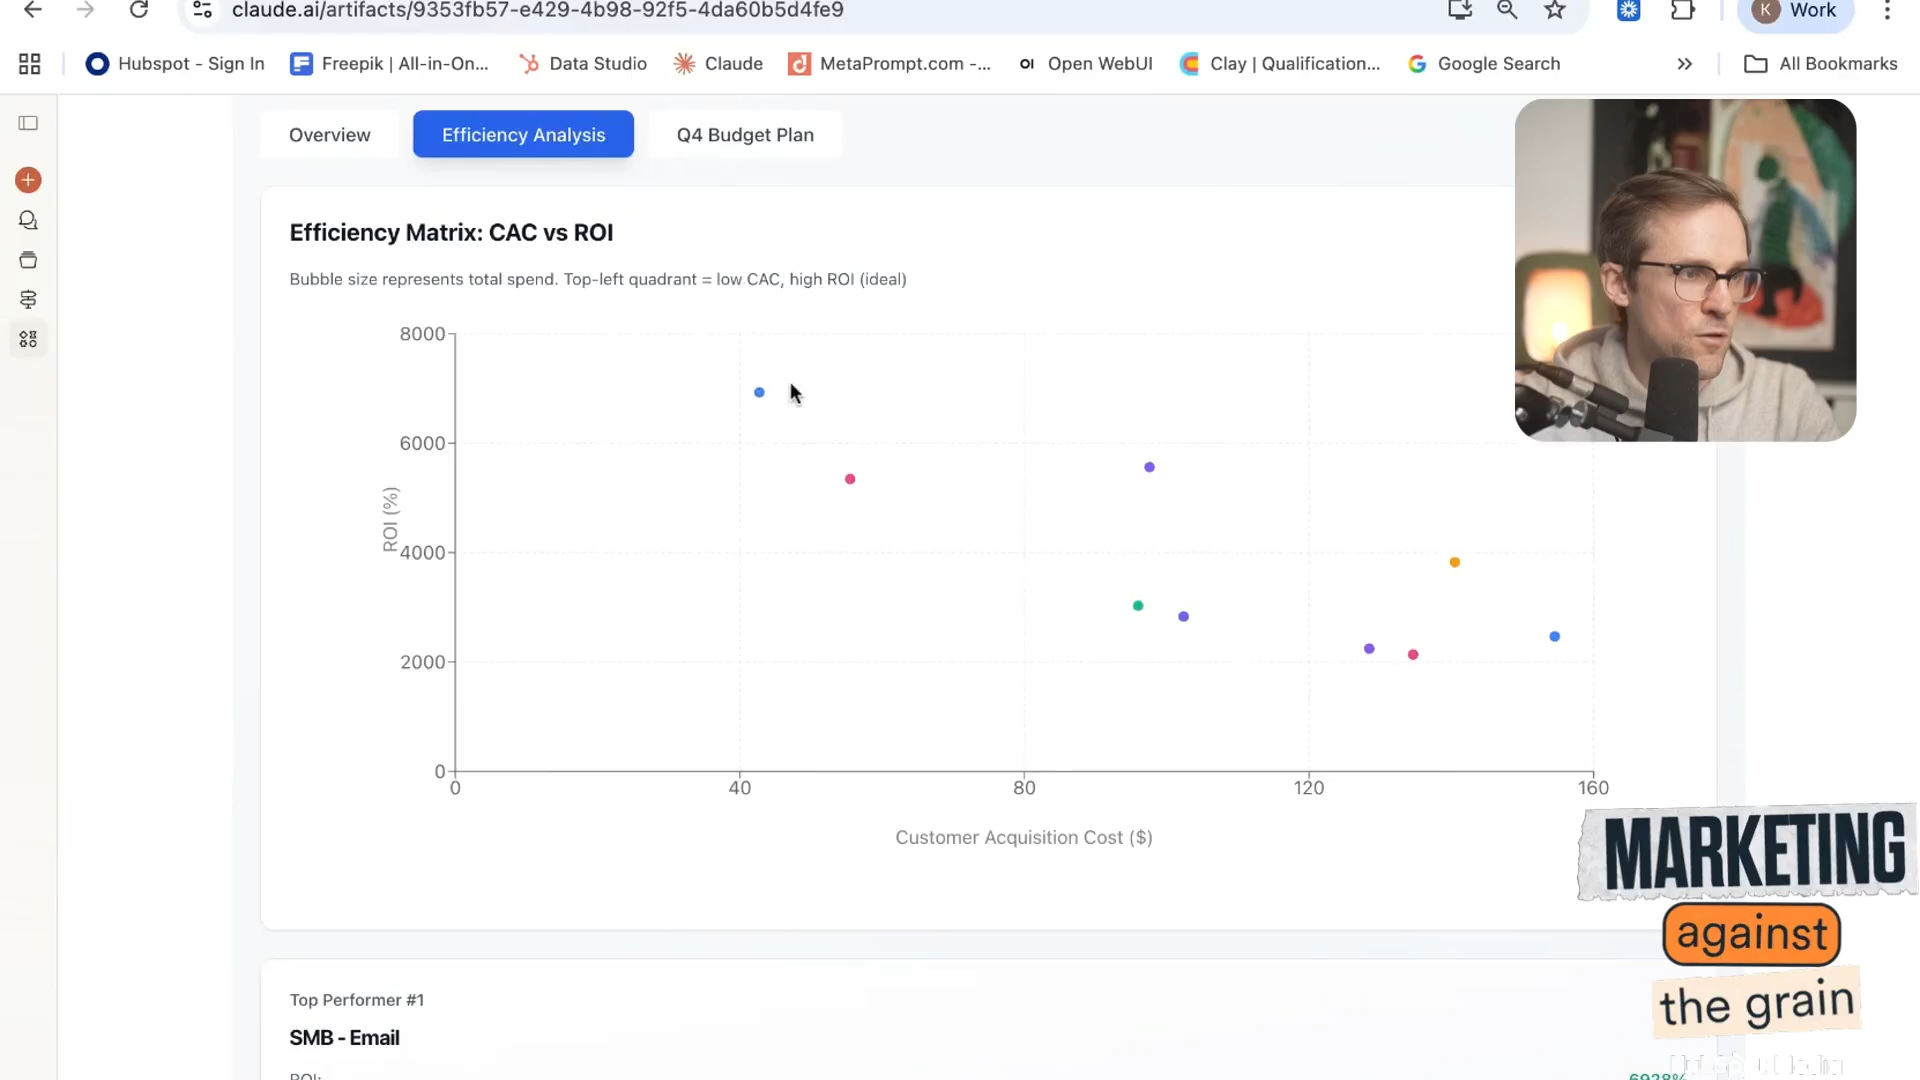 claude.ai/artifacts/9353fb57-e429-4b98-92f5-4da60b5d4fe9
K Work
Hubspot - Sign In
Freepik | All-in-On...
Data Studio
Claude
MetaPrompt.com -...
OI Open WebUI
Clay | Qualification...
Google Search
All Bookmarks
Overview
Efficiency Analysis
Q4 Budget Plan
Efficiency Matrix: CAC vs ROI
Bubble size represents total spend. Top-left quadrant = low CAC, high ROI (ideal)
8000
6000
4000
2000
0
ROI (%)
0 40 80 120 160
Customer Acquisition Cost ($)
MARKETING
against
the grain
Top Performer #1
SMB - Email
ROI:
6928%